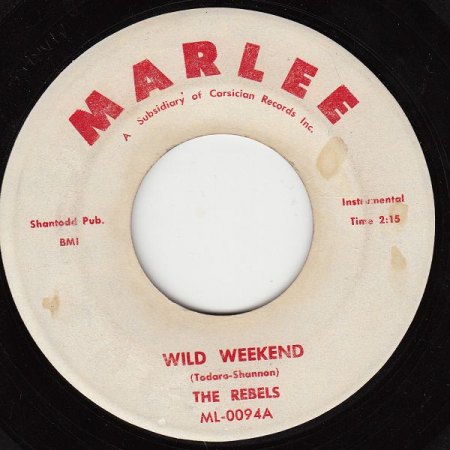 MARLEE
A Subsidiary of Corsician Records Inc.
Shantodd Pub.
BMI
Instrumental
Time 2:15
WILD WEEKEND
(Todaro-Shannon)
THE REBELS
ML-0094A